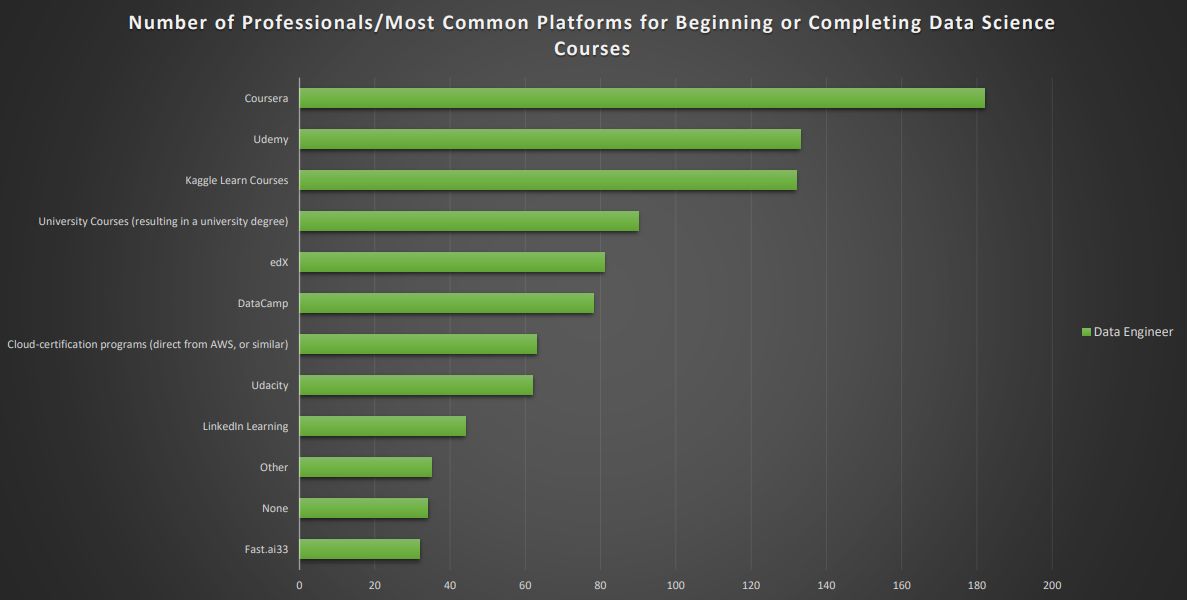 Number of Professionals/Most Common Platforms for Beginning or Completing Data Science
Courses
Coursera
Udemy
Kaggle Learn Courses
University Courses (resulting in a university degree)
edX
DataCamp
Cloud-certification programs (direct from AWS, or similar)
Udacity
LinkedIn Learning
Other
None
Fast.ai33
0 20 40 60 80 100 120 140 160 180 200
Data Engineer